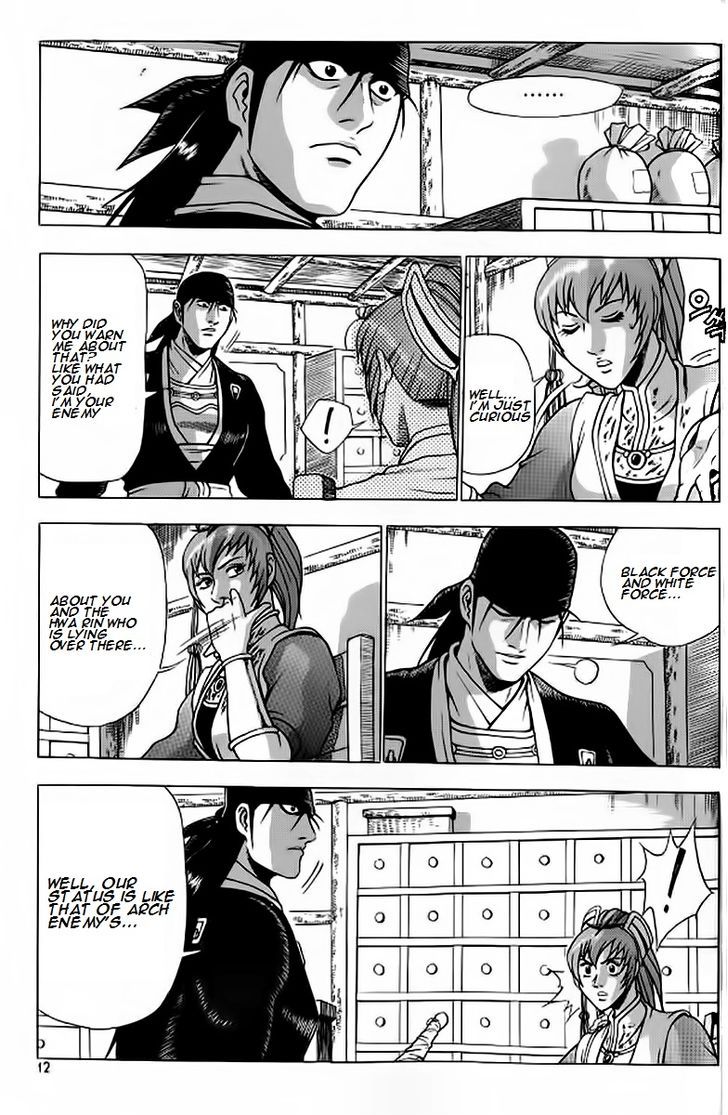 ......
WHY DID
YOU WARN
ME ABOUT
THAT?
LIKE WHAT
YOU HAD
SAID,
I'M YOUR
ENEMY
!
WELL...
I'M JUST
CURIOUS
ABOUT YOU
AND THE
HWA RIN WHO
IS LYING
OVER THERE...
BLACK FORCE
AND WHITE
FORCE...
WELL, OUR
STATUS IS LIKE
THAT OF ARCH
ENEMY'S...
!
12